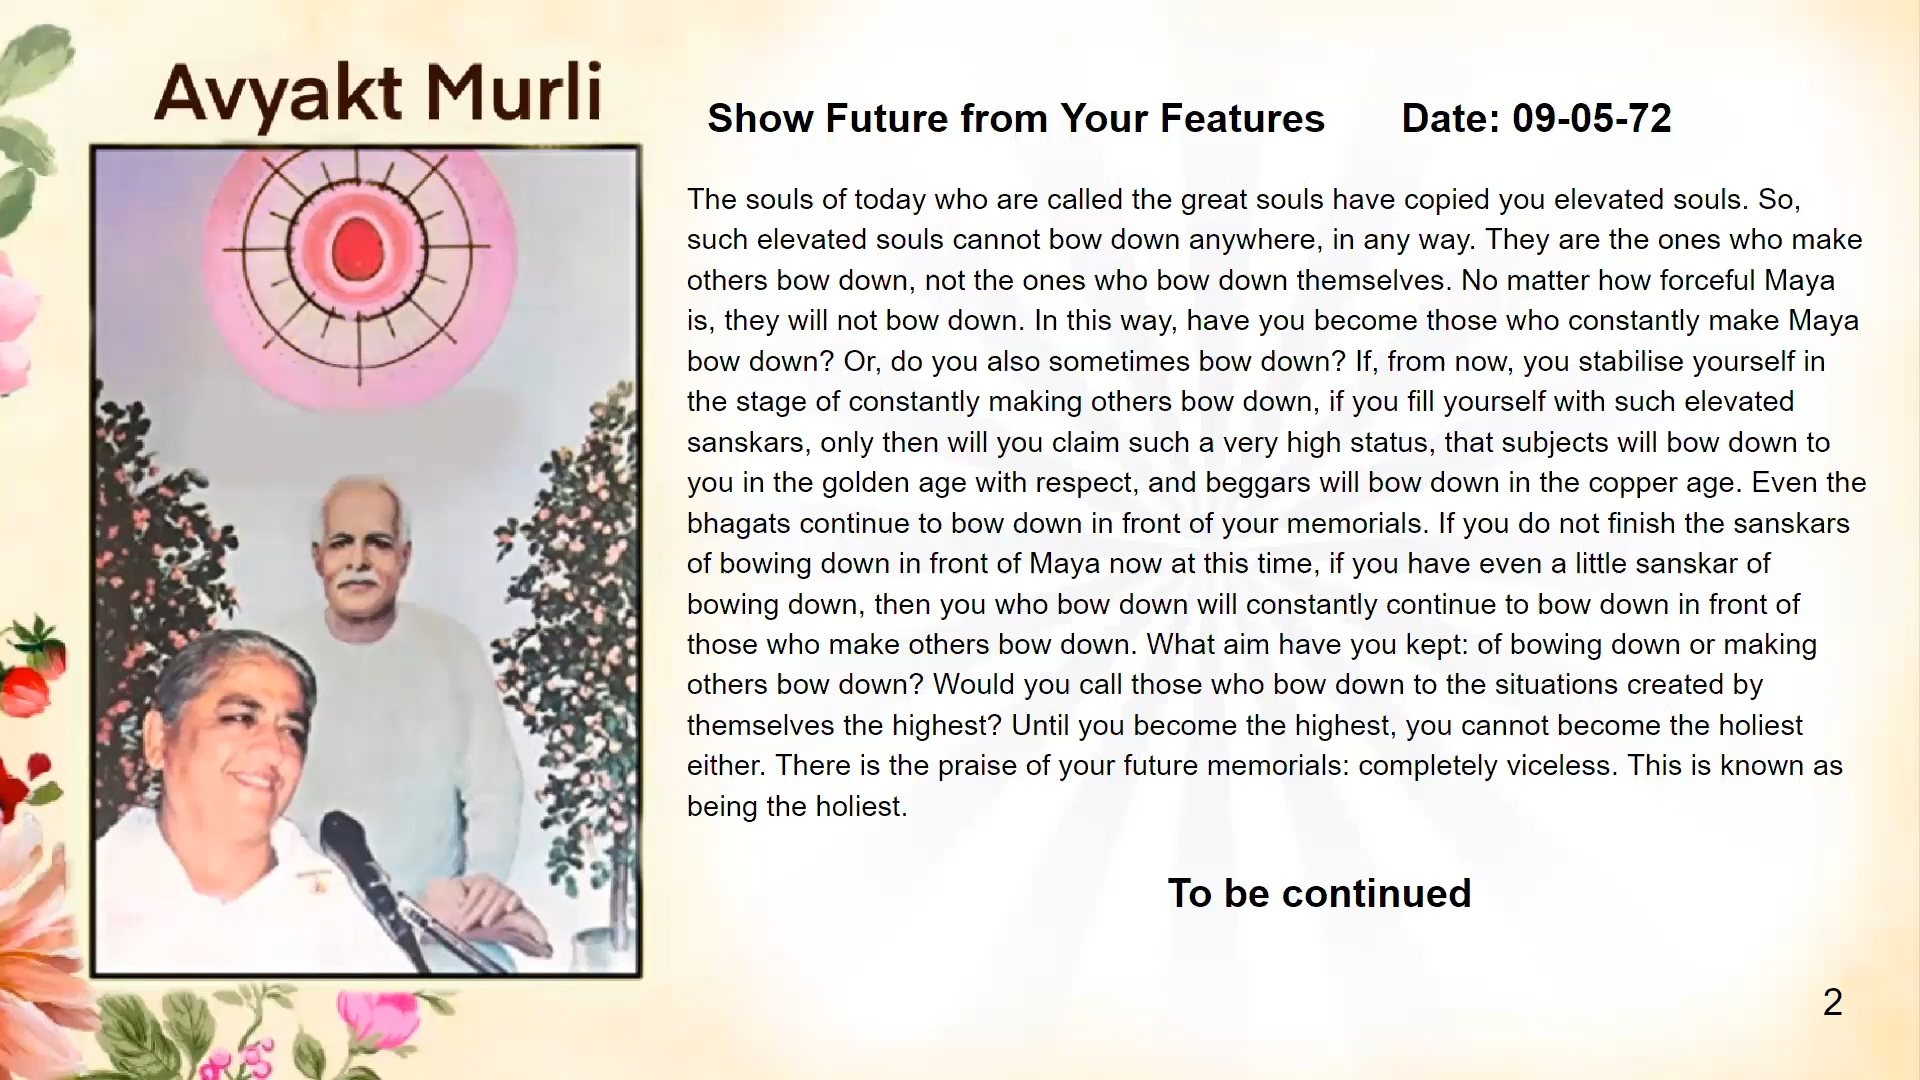 Avyakt Murli
Show Future from Your Features Date: 09-05-72
The souls of today who are called the great souls have copied you elevated souls. So,
such elevated souls cannot bow down anywhere, in any way. They are the ones who make
others bow down, not the ones who bow down themselves. No matter how forceful Maya
is, they will not bow down. In this way, have you become those who constantly make Maya
bow down? Or, do you also sometimes bow down? If, from now, you stabilise yourself in
the stage of constantly making others bow down, if you fill yourself with such elevated
sanskars, only then will you claim such a very high status, that subjects will bow down to
you in the golden age with respect, and beggars will bow down in the copper age. Even the
bhagats continue to bow down in front of your memorials. If you do not finish the sanskars
of bowing down in front of Maya now at this time, if you have even a little sanskar of
bowing down, then you who bow down will constantly continue to bow down in front of
those who make others bow down. What aim have you kept: of bowing down or making
others bow down? Would you call those who bow down to the situations created by
themselves the highest? Until you become the highest, you cannot become the holiest
either. There is the praise of your future memorials: completely viceless. This is known as
being the holiest.
To be continued
2